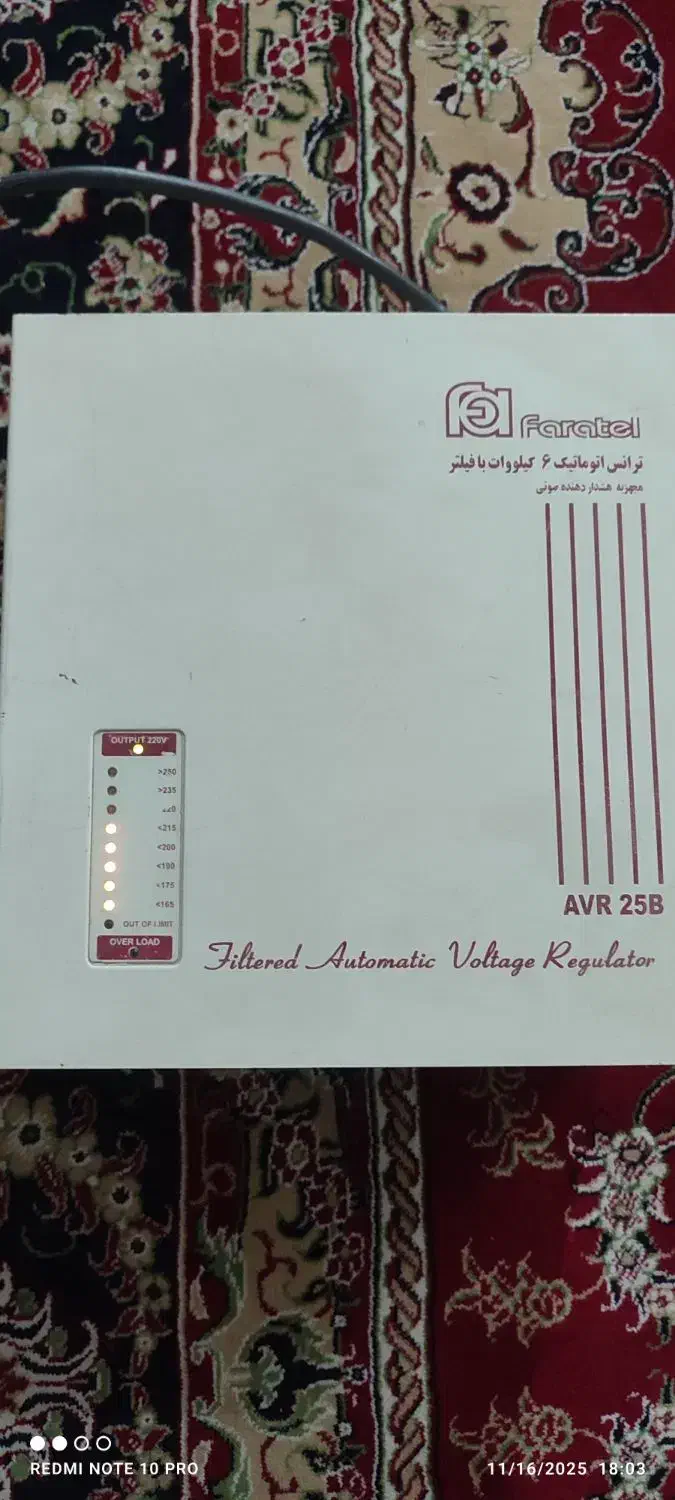 Faratel
ترانس اتوماتیک ۶ کیلووات با فیلتر
مجهز به هشدار دهنده صوتی
OUTPUT 220V
>250
>235
220
<215
<200
<190
<175
<165
OUT OF LIMIT
OVER LOAD
AVR 25B
Filtered Automatic Voltage Regulator
REDMI NOTE 10 PRO
11/16/2025 18:03